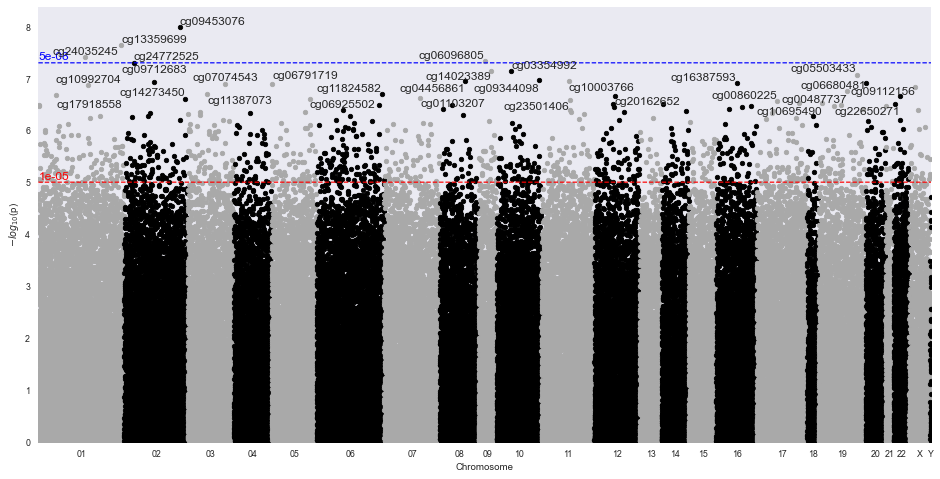 8
cg09453076
cg13359699
cg24035245
5e-08
cg24772525
cg06096805
7
cg09712683
cg03354992
cg05503433
cg10992704
cg07074543
cg06791719
cg14023389
cg16387593
cg14273450
cg11824582
cg04456861
cg09344098
cg10003766
cg06680481
cg09112156
cg17918558
cg11387073
cg06925502
cg01103207
cg23501406
cg20162652
cg00860225
cg00487737
cg10695490
cg22650271
6
5
1e-05
4
3
2
1
0
−log10(p)
01 02 03 04 05 06 07 08 09 10 11 12 13 14 15 16 17 18 19 20 21 22 X Y
Chromosome